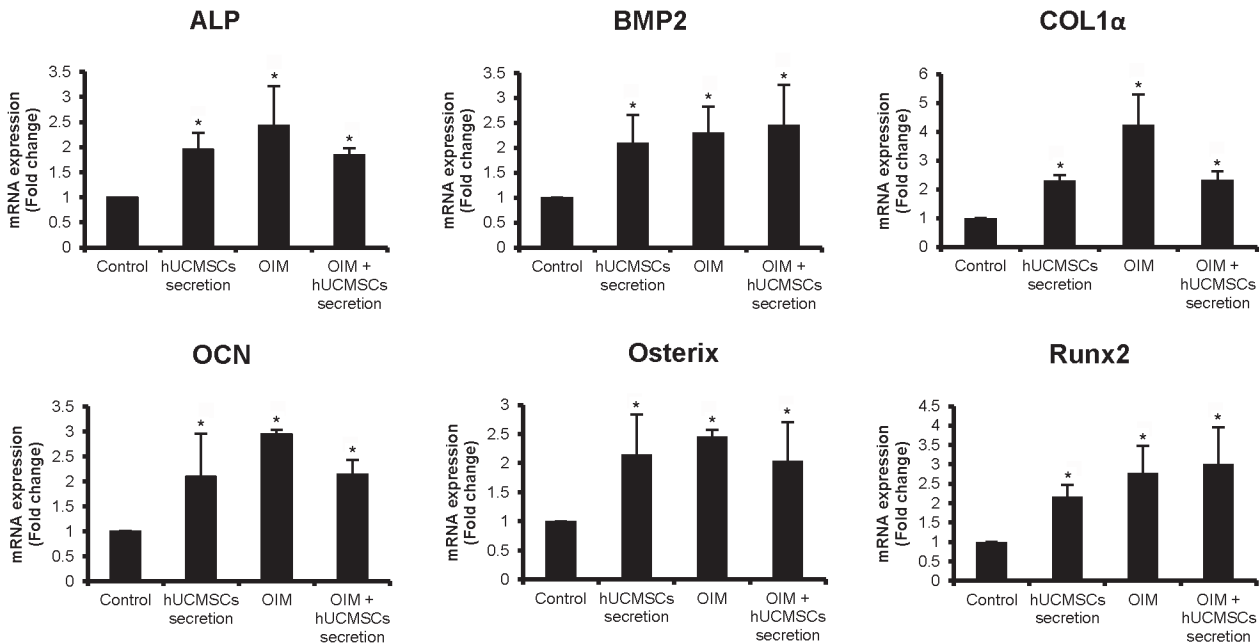 ALP
mRNA expression
(Fold change)
3.5
3
2.5
2
1.5
1
0.5
0
*
*
*
Control
hUCMSCs
secretion
OIM
OIM +
hUCMSCs
secretion
BMP2
mRNA expression
(Fold change)
3.5
3
2.5
2
1.5
1
0.5
0
*
*
*
Control
hUCMSCs
secretion
OIM
OIM +
hUCMSCs
secretion
COL1α
mRNA expression
(Fold change)
6
5
4
3
2
1
0
*
*
*
Control
hUCMSCs
secretion
OIM
OIM +
hUCMSCs
secretion
OCN
mRNA expression
(Fold change)
3.5
3
2.5
2
1.5
1
0.5
0
*
*
*
Control
hUCMSCs
secretion
OIM
OIM +
hUCMSCs
secretion
Osterix
mRNA expression
(Fold change)
3
2.5
2
1.5
1
0.5
0
*
*
*
Control
hUCMSCs
secretion
OIM
OIM +
hUCMSCs
secretion
Runx2
mRNA expression
(Fold change)
4.5
4
3.5
3
2.5
2
1.5
1
0.5
0
*
*
*
Control
hUCMSCs
secretion
OIM
OIM +
hUCMSCs
secretion